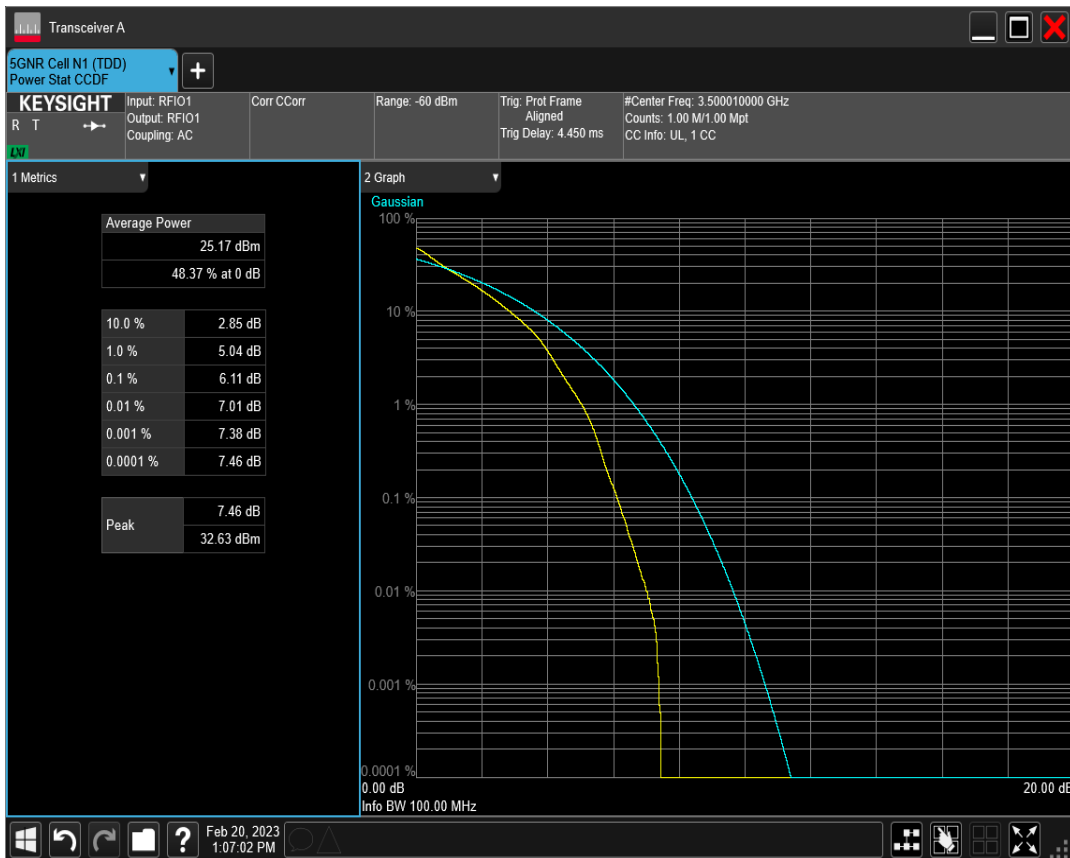 Transceiver A
5GNR Cell N1 (TDD)
Power Stat CCDF
KEYSIGHT
R T
LXI
Input: RFIO1
Output: RFIO1
Coupling: AC
Corr CCorr
Range: -60 dBm
Trig: Prot Frame
Aligned
Trig Delay: 4.450 ms
#Center Freq: 3.500010000 GHz
Counts: 1.00 M/1.00 Mpt
CC Info: UL, 1 CC
1 Metrics
Average Power
25.17 dBm
48.37 % at 0 dB
10.0 % 2.85 dB
1.0 % 5.04 dB
0.1 % 6.11 dB
0.01 % 7.01 dB
0.001 % 7.38 dB
0.0001 % 7.46 dB
Peak 7.46 dB
32.63 dBm
2 Graph
Gaussian
100 %
10 %
1 %
0.1 %
0.01 %
0.001 %
0.0001 %
0.00 dB 20.00 dB
Info BW 100.00 MHz
? Feb 20, 2023
1:07:02 PM